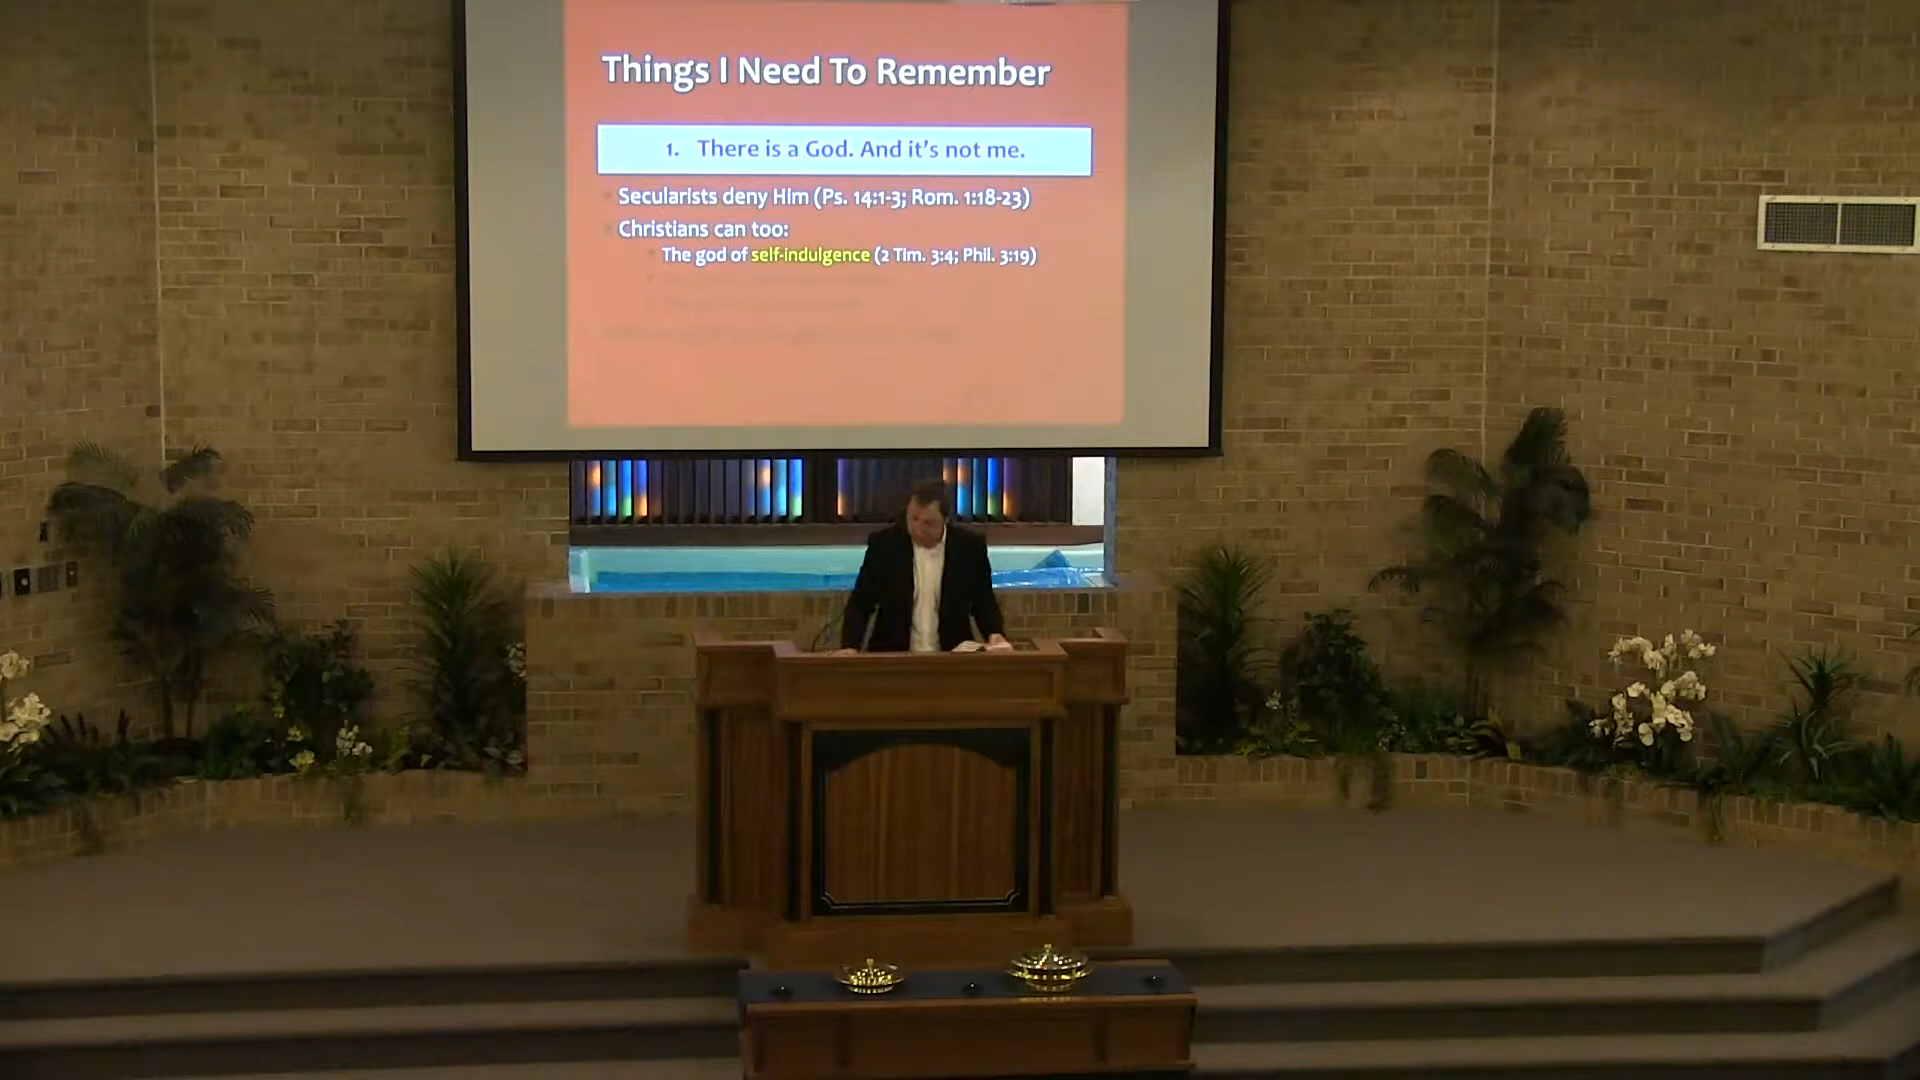 Things I Need To Remember
1. There is a God. And it's not me.
Secularists deny Him (Ps. 14:1-3; Rom. 1:18-23)
Christians can too:
The god of self-indulgence (2 Tim. 3:4; Phil. 3:19)